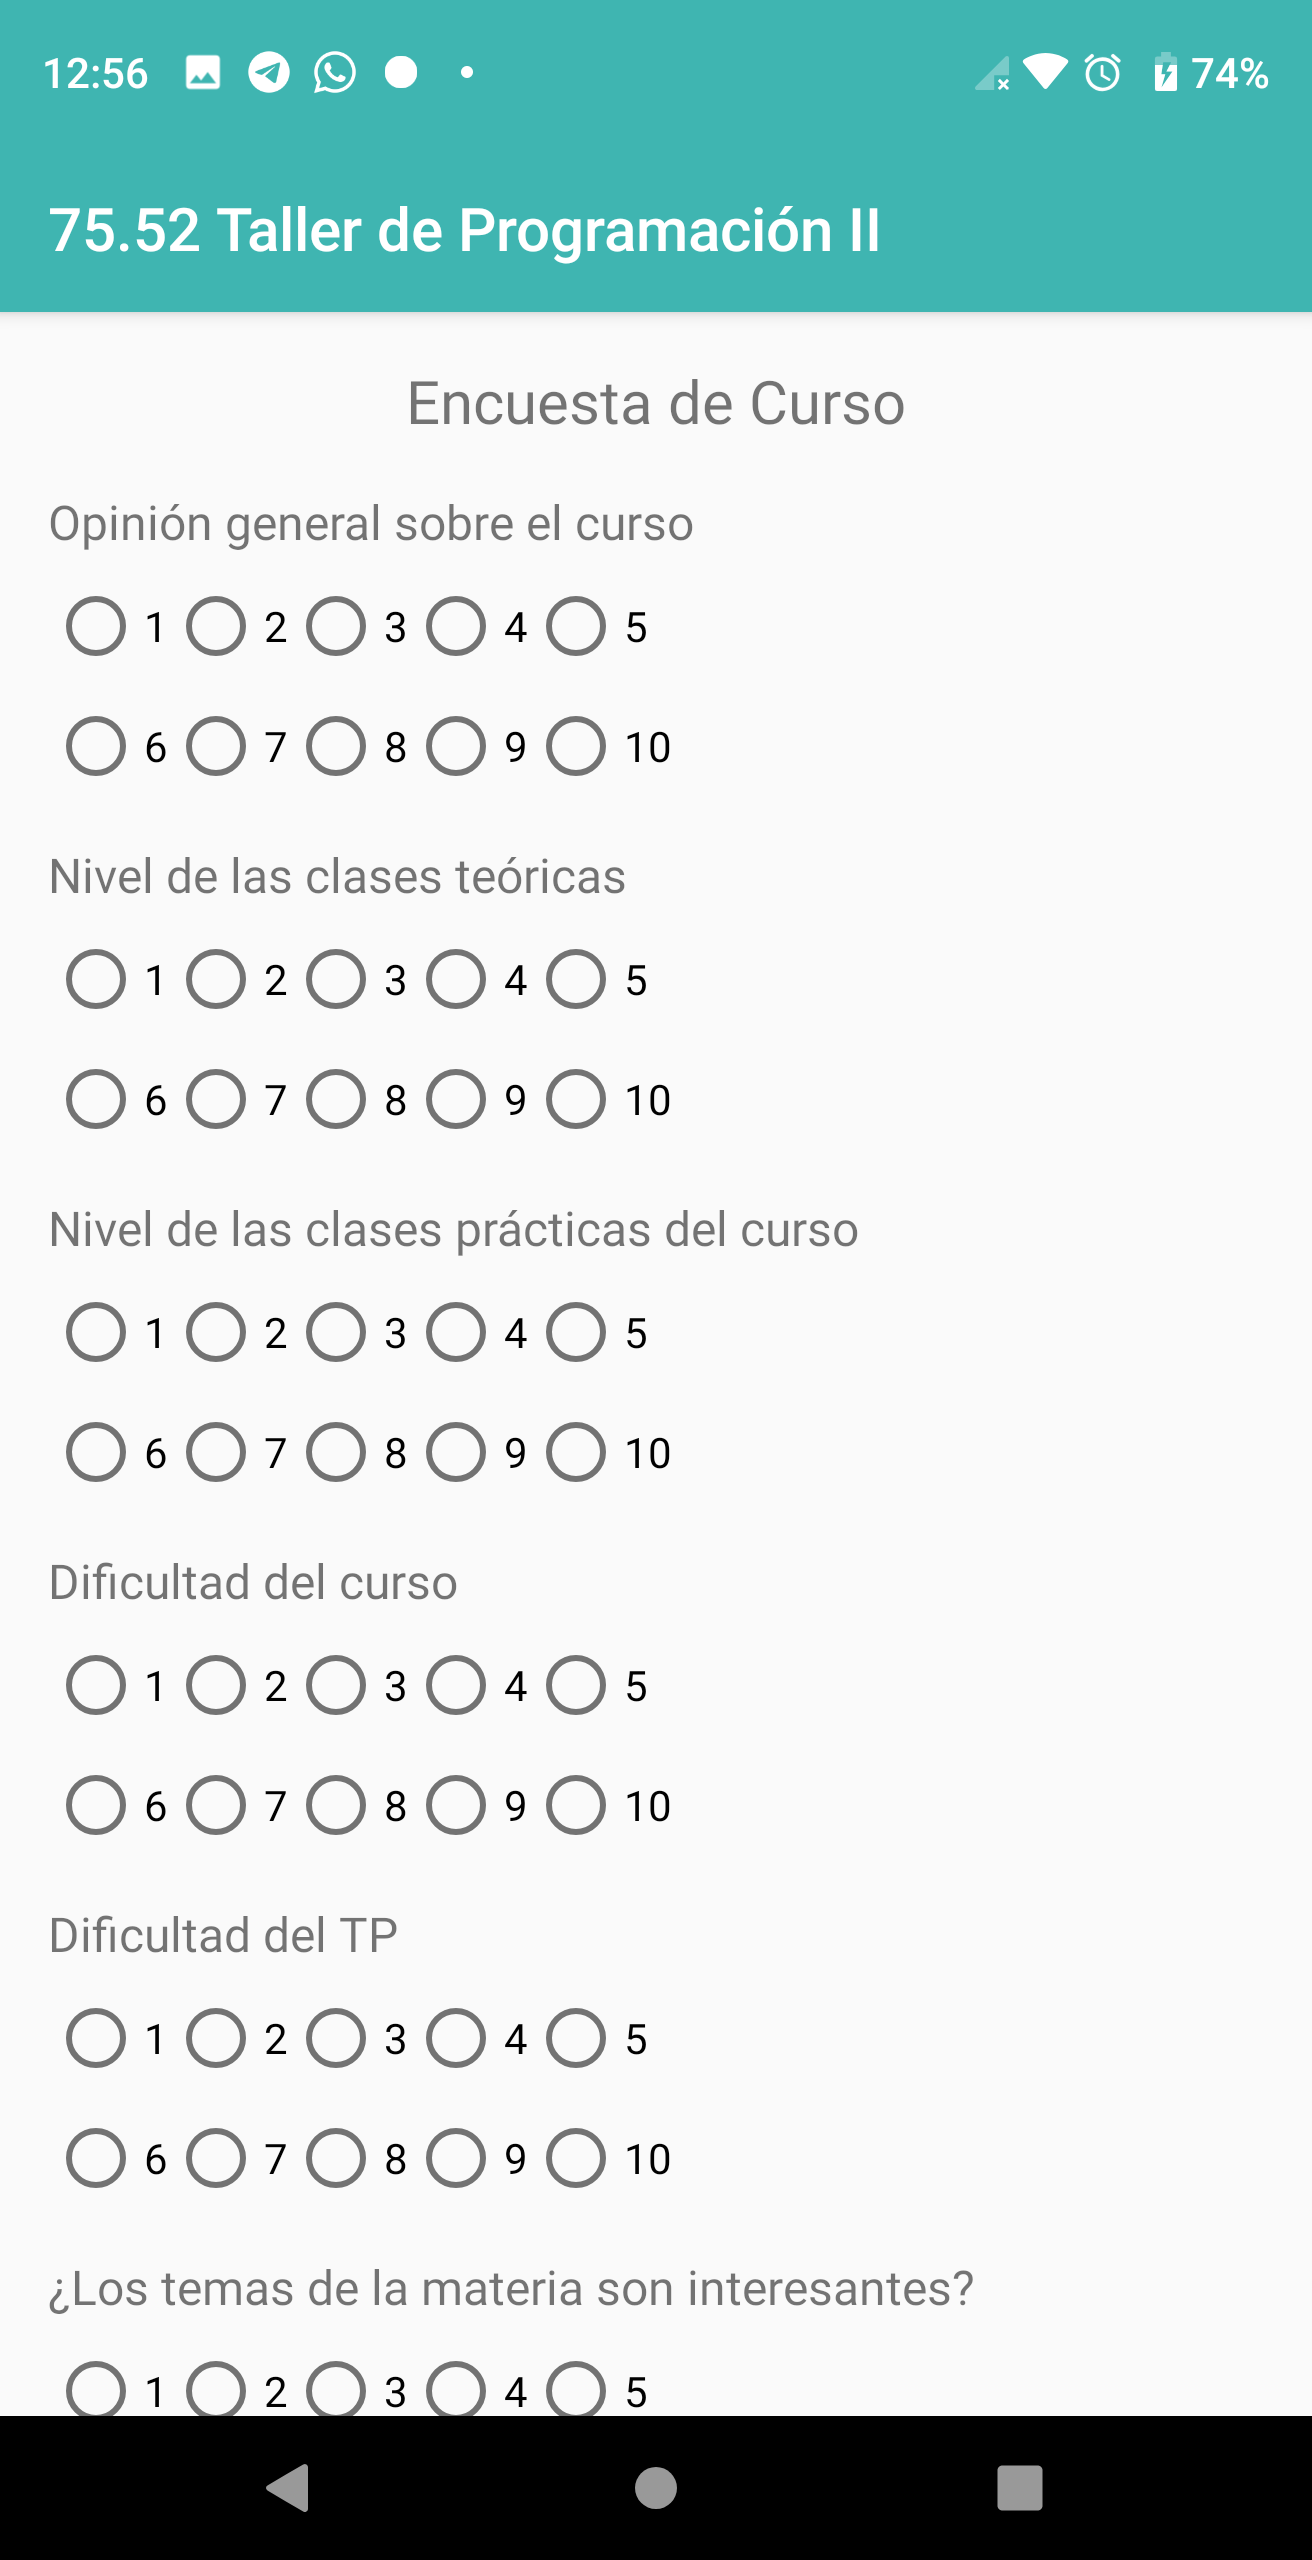 12:56 74%
75.52 Taller de Programación II
Encuesta de Curso
Opinión general sobre el curso
1 2 3 4 5
6 7 8 9 10
Nivel de las clases teóricas
1 2 3 4 5
6 7 8 9 10
Nivel de las clases prácticas del curso
1 2 3 4 5
6 7 8 9 10
Dificultad del curso
1 2 3 4 5
6 7 8 9 10
Dificultad del TP
1 2 3 4 5
6 7 8 9 10
¿Los temas de la materia son interesantes?
1 2 3 4 5